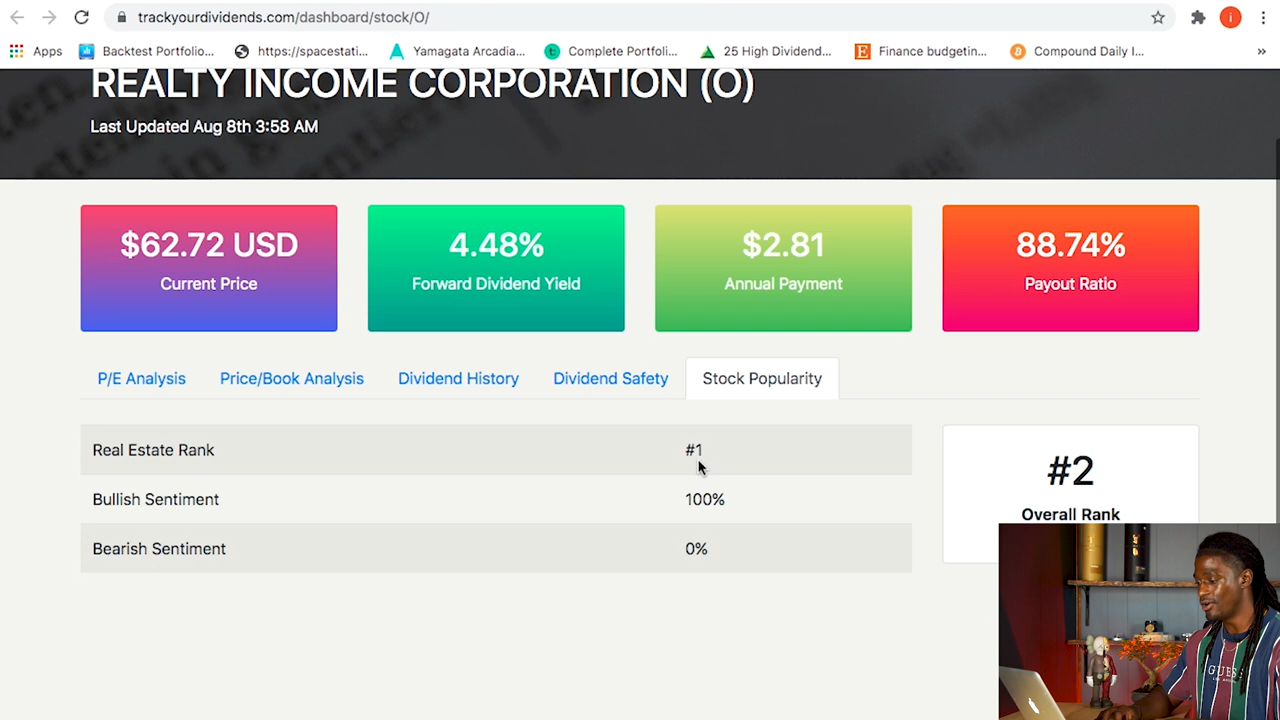 trackyourdividends.com/dashboard/stock/O/
Apps Backtest Portfolio... https://spacestati... Yamagata Arcadia... Complete Portfoli... 25 High Dividend... Finance budgetin... Compound Daily I... »
REALTY INCOME CORPORATION (O)
Last Updated Aug 8th 3:58 AM
$62.72 USD
Current Price
4.48%
Forward Dividend Yield
$2.81
Annual Payment
88.74%
Payout Ratio
P/E Analysis Price/Book Analysis Dividend History Dividend Safety Stock Popularity
Real Estate Rank #1
Bullish Sentiment 100%
Bearish Sentiment 0%
#2
Overall Rank
GUESS